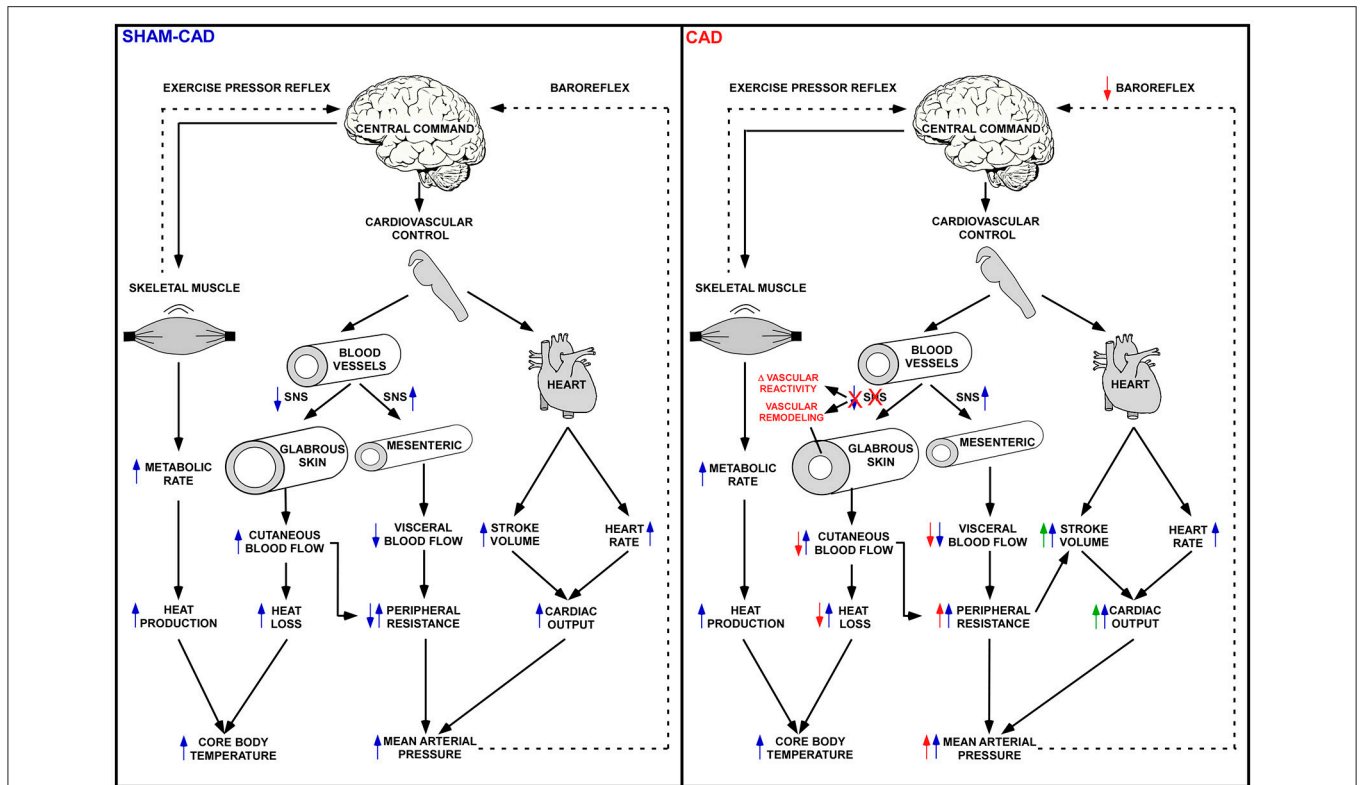 SHAM-CAD
EXERCISE PRESSOR REFLEX
BAROREFLEX
CENTRAL COMMAND
CARDIOVASCULAR
CONTROL
SKELETAL MUSCLE
BLOOD
VESSELS
HEART
SNS
SNS
GLABROUS
SKIN
MESENTERIC
METABOLIC
RATE
CUTANEOUS
BLOOD FLOW
VISCERAL
BLOOD FLOW
STROKE
VOLUME
HEART
RATE
HEAT
PRODUCTION
HEAT
LOSS
PERIPHERAL
RESISTANCE
CARDIAC
OUTPUT
CORE BODY
TEMPERATURE
MEAN ARTERIAL
PRESSURE
CAD
EXERCISE PRESSOR REFLEX
BAROREFLEX
CENTRAL COMMAND
CARDIOVASCULAR
CONTROL
SKELETAL MUSCLE
BLOOD
VESSELS
HEART
Δ VASCULAR
REACTIVITY
VASCULAR
REMODELING
SNS
SNS
GLABROUS
SKIN
MESENTERIC
METABOLIC
RATE
CUTANEOUS
BLOOD FLOW
VISCERAL
BLOOD FLOW
STROKE
VOLUME
HEART
RATE
HEAT
PRODUCTION
HEAT
LOSS
PERIPHERAL
RESISTANCE
CARDIAC
OUTPUT
CORE BODY
TEMPERATURE
MEAN ARTERIAL
PRESSURE